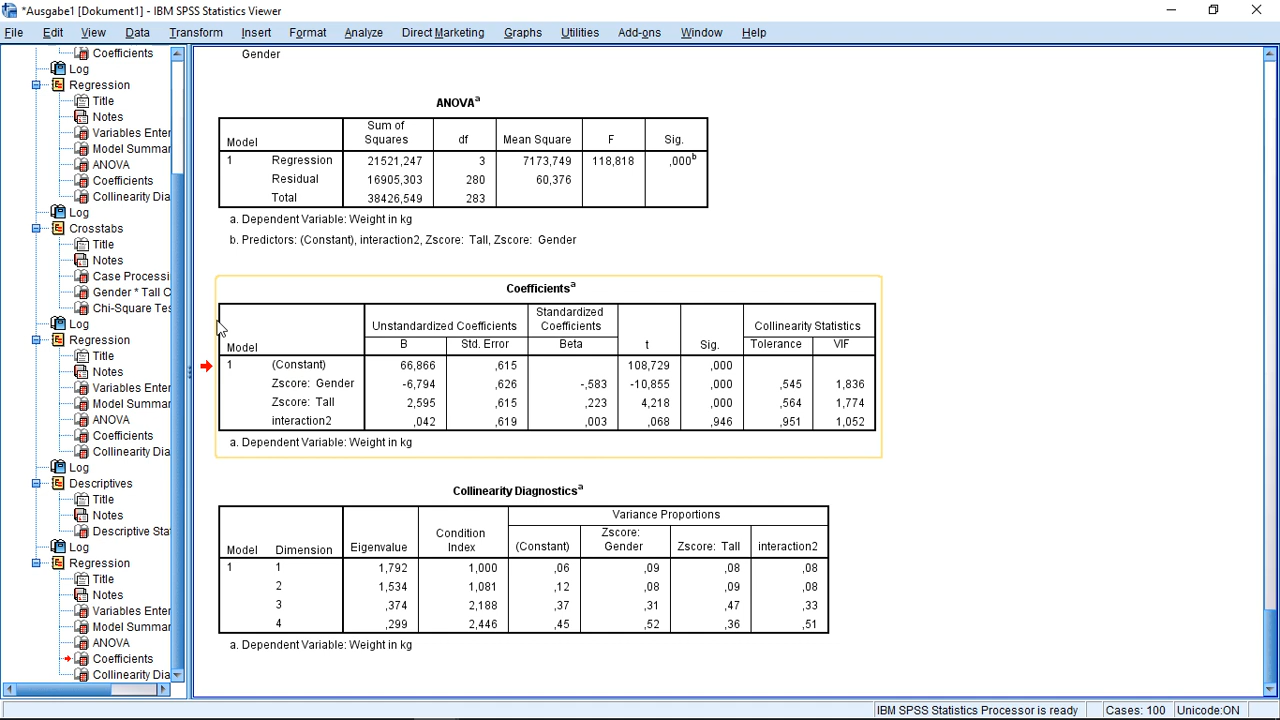 *Ausgabe1 [Dokument1] - IBM SPSS Statistics Viewer
File Edit View Data Transform Insert Format Analyze Direct Marketing Graphs Utilities Add-ons Window Help
Coefficients
Log
Regression
Title
Notes
Variables Enter
Model Summar
ANOVA
Coefficients
Collinearity Dia
Log
Crosstabs
Title
Notes
Case Processi
Gender * Tall C
Chi-Square Tes
Log
Regression
Title
Notes
Variables Enter
Model Summar
ANOVA
Coefficients
Collinearity Dia
Log
Descriptives
Title
Notes
Descriptive Sta
Log
Regression
Title
Notes
Variables Enter
Model Summar
ANOVA
Coefficients
Collinearity Dia
Gender
ANOVAa
Model Sum of Squares df Mean Square F Sig.
1 Regression 21521,247 3 7173,749 118,818 ,000b
Residual 16905,303 280 60,376
Total 38426,549 283
a. Dependent Variable: Weight in kg
b. Predictors: (Constant), interaction2, Zscore: Tall, Zscore: Gender
Coefficientsa
Unstandardized Coefficients Standardized Coefficients Collinearity Statistics
Model B Std. Error Beta t Sig. Tolerance VIF
1 (Constant) 66,866 ,615 108,729 ,000
Zscore: Gender -6,794 ,626 -,583 -10,855 ,000 ,545 1,836
Zscore: Tall 2,595 ,615 ,223 4,218 ,000 ,564 1,774
interaction2 ,042 ,619 ,003 ,068 ,946 ,951 1,052
a. Dependent Variable: Weight in kg
Collinearity Diagnosticsa
Variance Proportions
Model Dimension Eigenvalue Condition Index (Constant) Zscore: Gender Zscore: Tall interaction2
1 1 1,792 1,000 ,06 ,09 ,08 ,08
2 1,534 1,081 ,12 ,08 ,09 ,08
3 ,374 2,188 ,37 ,31 ,47 ,33
4 ,299 2,446 ,45 ,52 ,36 ,51
a. Dependent Variable: Weight in kg
IBM SPSS Statistics Processor is ready Cases: 100 Unicode:ON